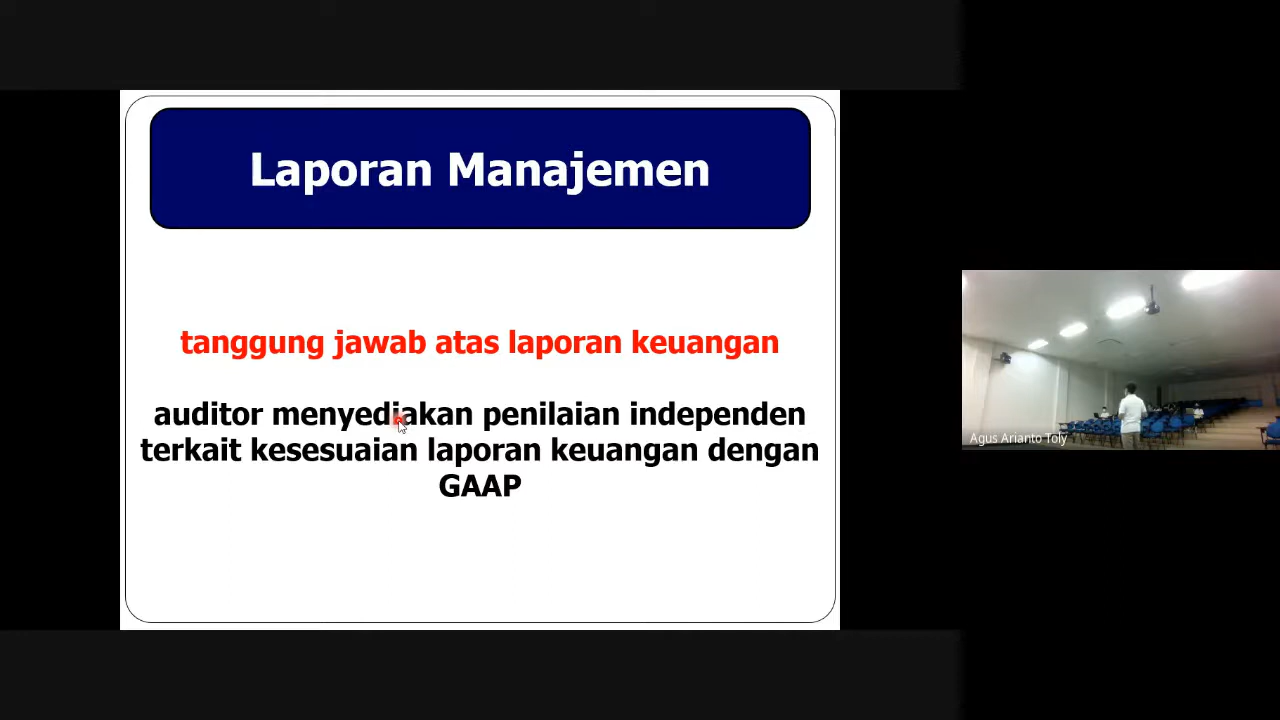 Laporan Manajemen
tanggung jawab atas laporan keuangan
auditor menyediakan penilaian independen
terkait kesesuaian laporan keuangan dengan
GAAP
Agus Arianto Toly